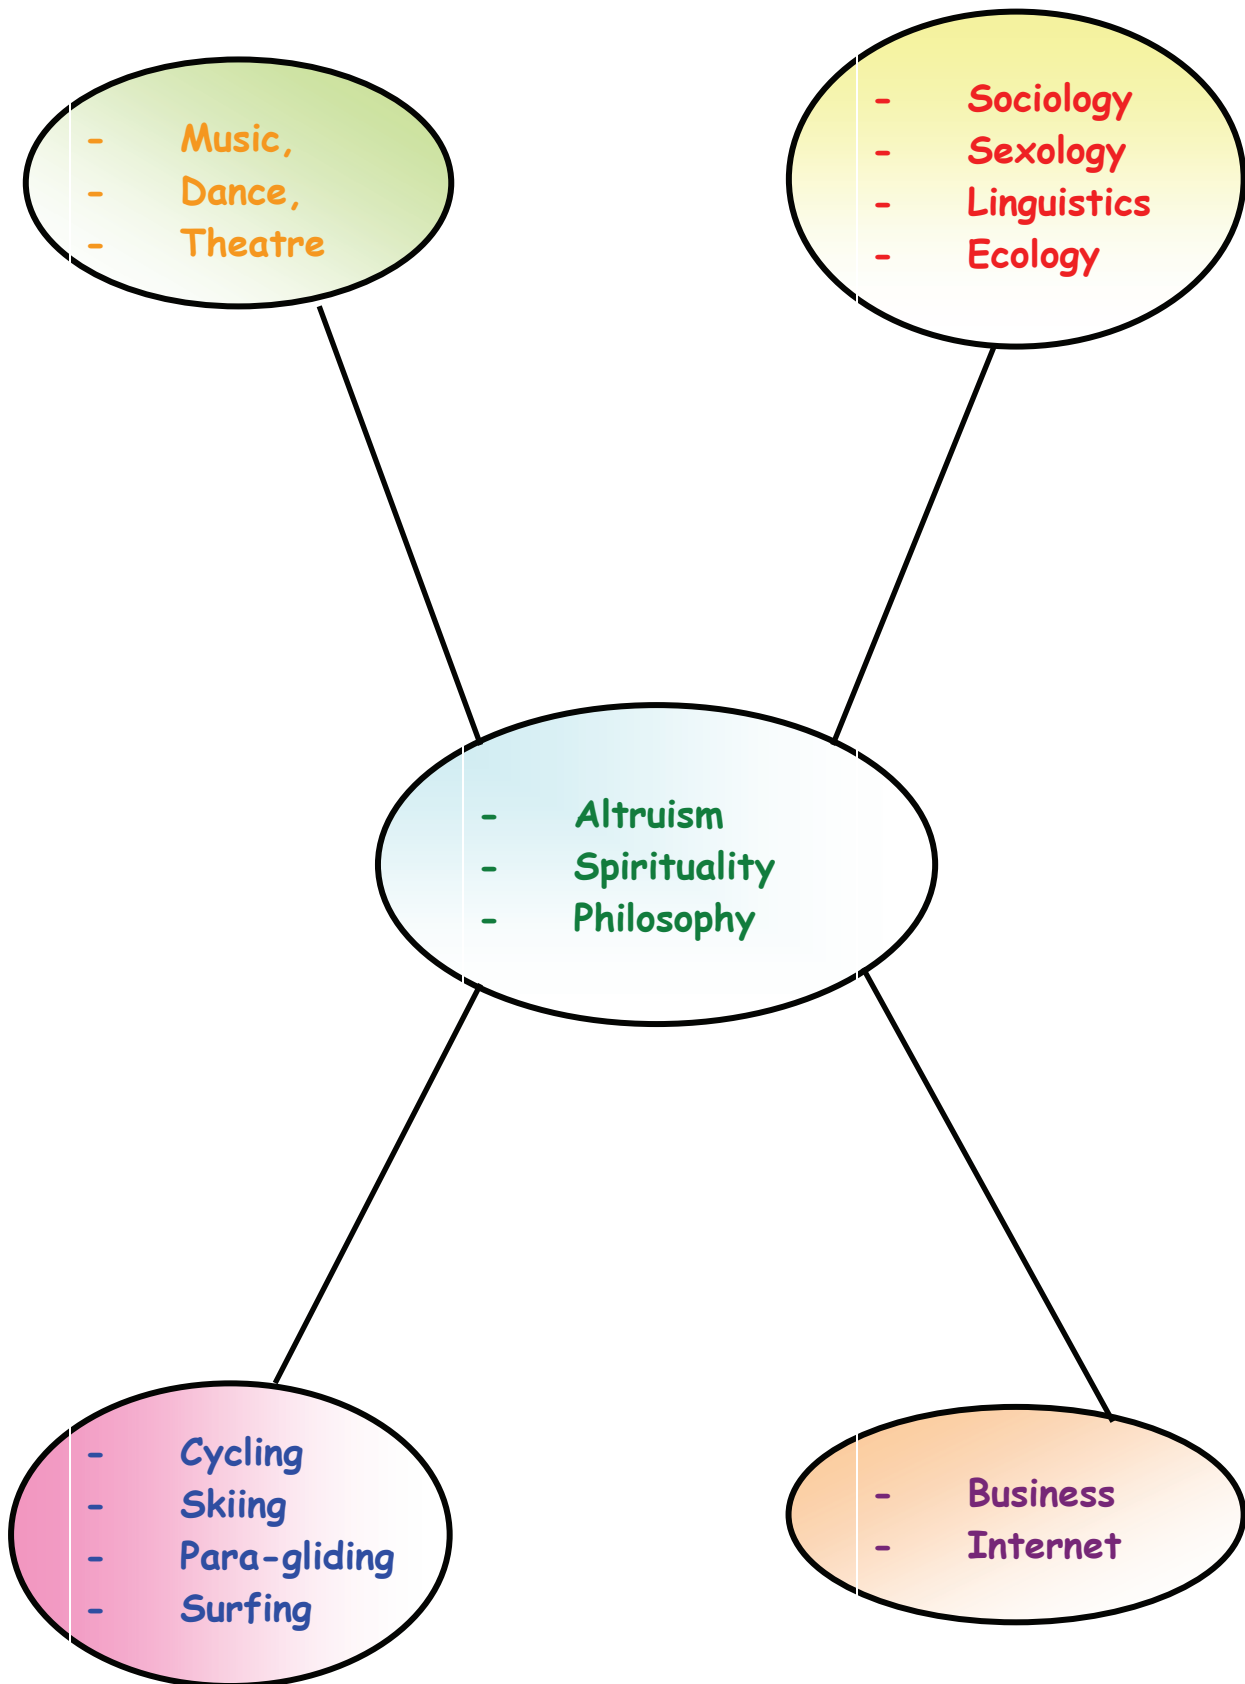 - Music,
- Dance,
- Theatre
- Sociology
- Sexology
- Linguistics
- Ecology
- Altruism
- Spirituality
- Philosophy
- Cycling
- Skiing
- Para-gliding
- Surfing
- Business
- Internet